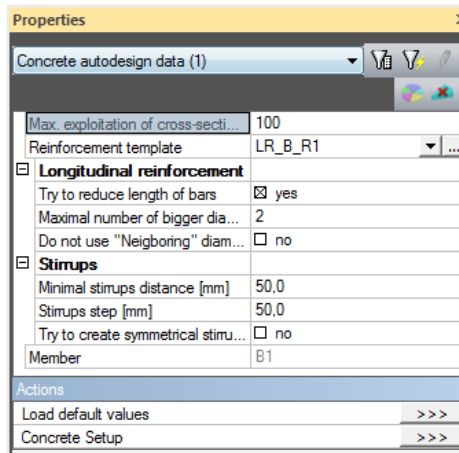 Properties
Concrete autodesign data (1)
Max. exploitation of cross-secti... 100
Reinforcement template LR_B_R1 ...
Longitudinal reinforcement
Try to reduce length of bars yes
Maximal number of bigger dia... 2
Do not use "Neigboring" diam... no
Stirrups
Minimal stirrups distance [mm] 50,0
Stirrups step [mm] 50,0
Try to create symmetrical stirru... no
Member B1
Actions
Load default values >>>
Concrete Setup >>>